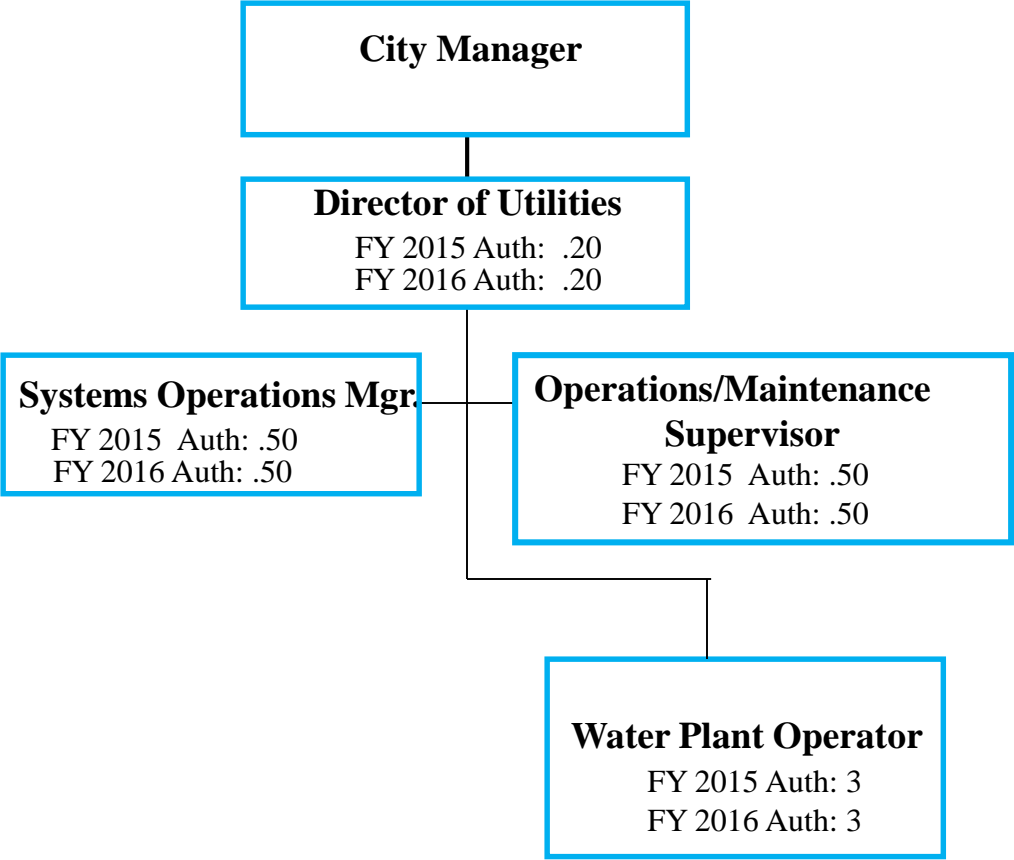 City Manager
Director of Utilities
FY 2015 Auth: .20
FY 2016 Auth: .20
Systems Operations Mgr.
FY 2015 Auth: .50
FY 2016 Auth: .50
Operations/Maintenance
Supervisor
FY 2015 Auth: .50
FY 2016 Auth: .50
Water Plant Operator
FY 2015 Auth: 3
FY 2016 Auth: 3